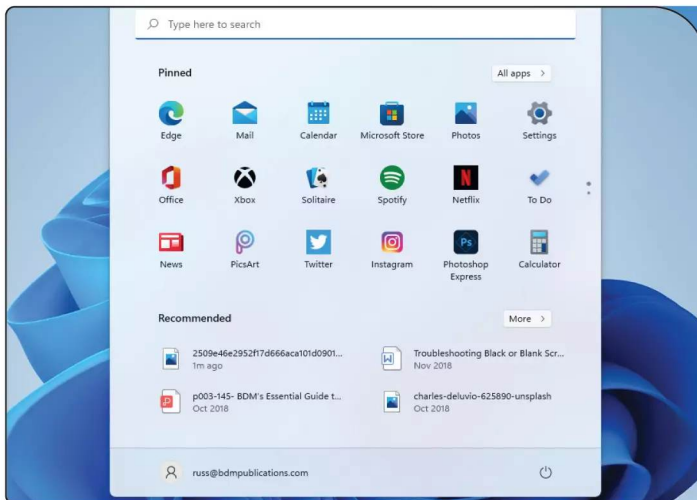 Type here to search
Pinned
All apps >
Edge
Mail
Calendar
Microsoft Store
Photos
Settings
Office
Xbox
Solitaire
Spotify
Netflix
To Do
News
PicsArt
Twitter
Instagram
Photoshop
Express
Calculator
Recommended
More >
2509e46e2952f17d666aca101d0901...
1m ago
Troubleshooting Black or Blank Scr...
Nov 2018
p003-145- BDM's Essential Guide t...
Oct 2018
charles-deluvio-625890-unsplash
Oct 2018
russ@bdmpublications.com